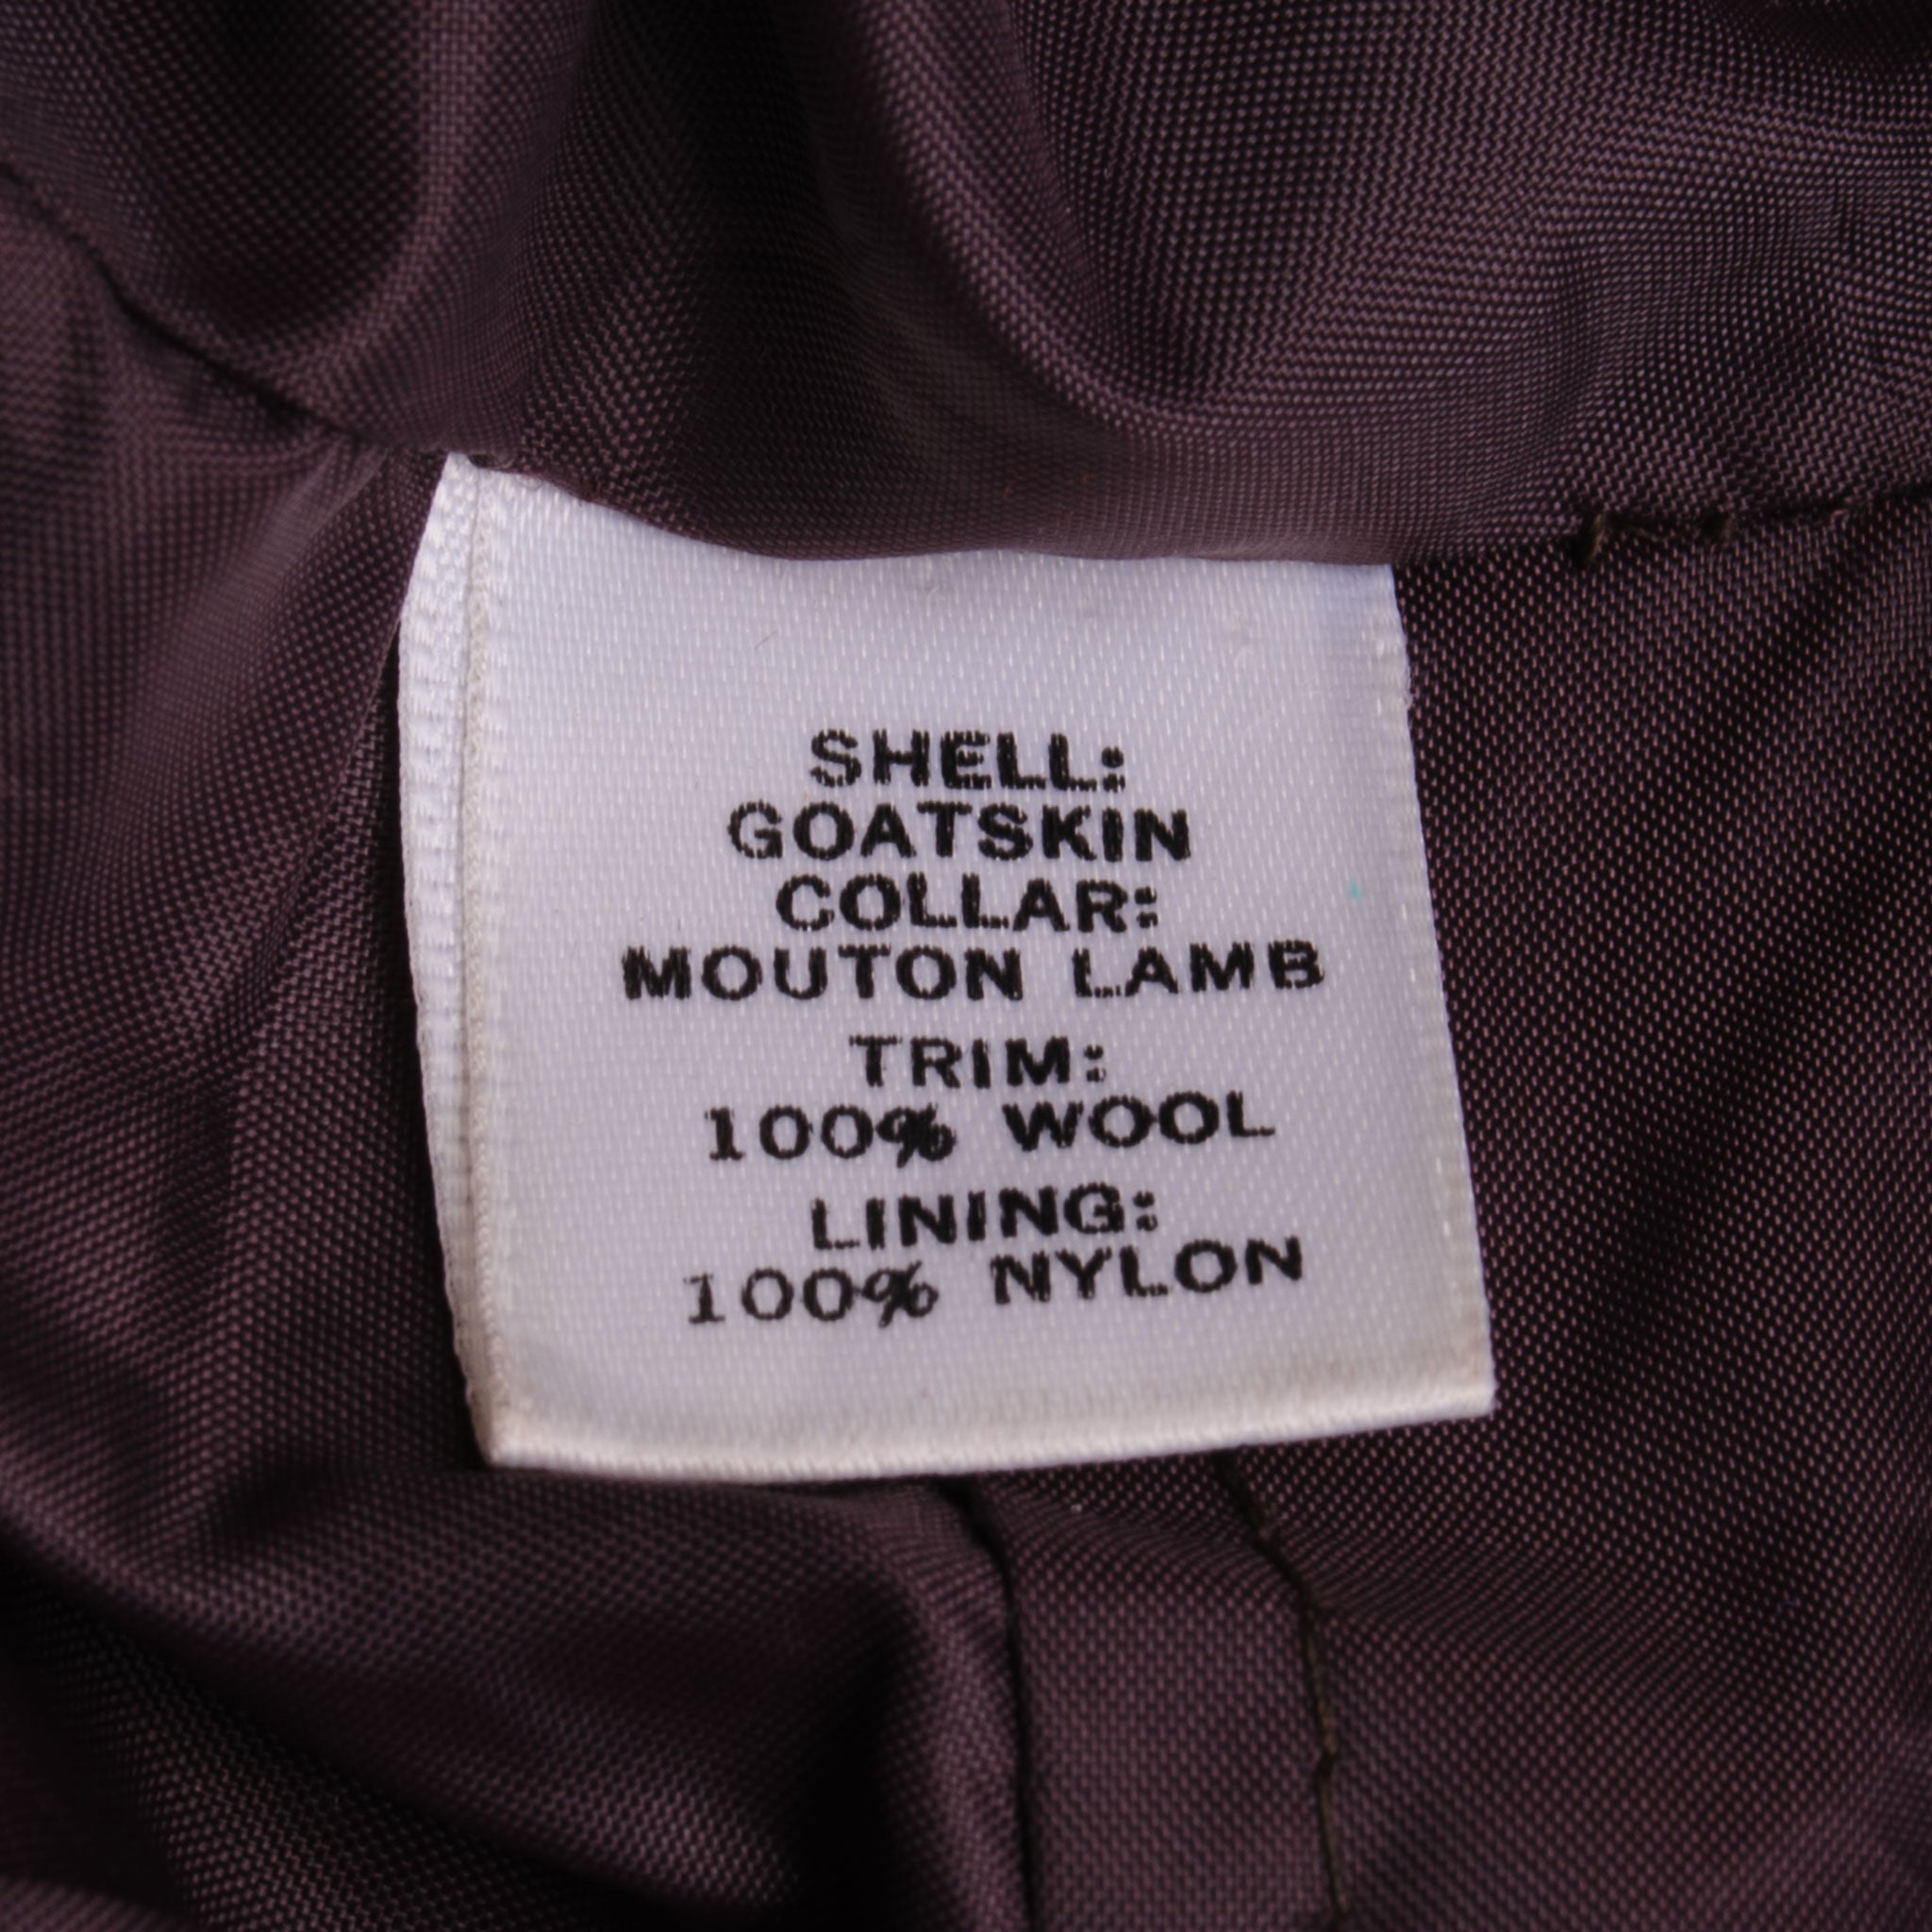 SHELL:
GOATSKIN
COLLAR:
MOUTON LAMB
TRIM:
100% WOOL
LINING:
100% NYLON